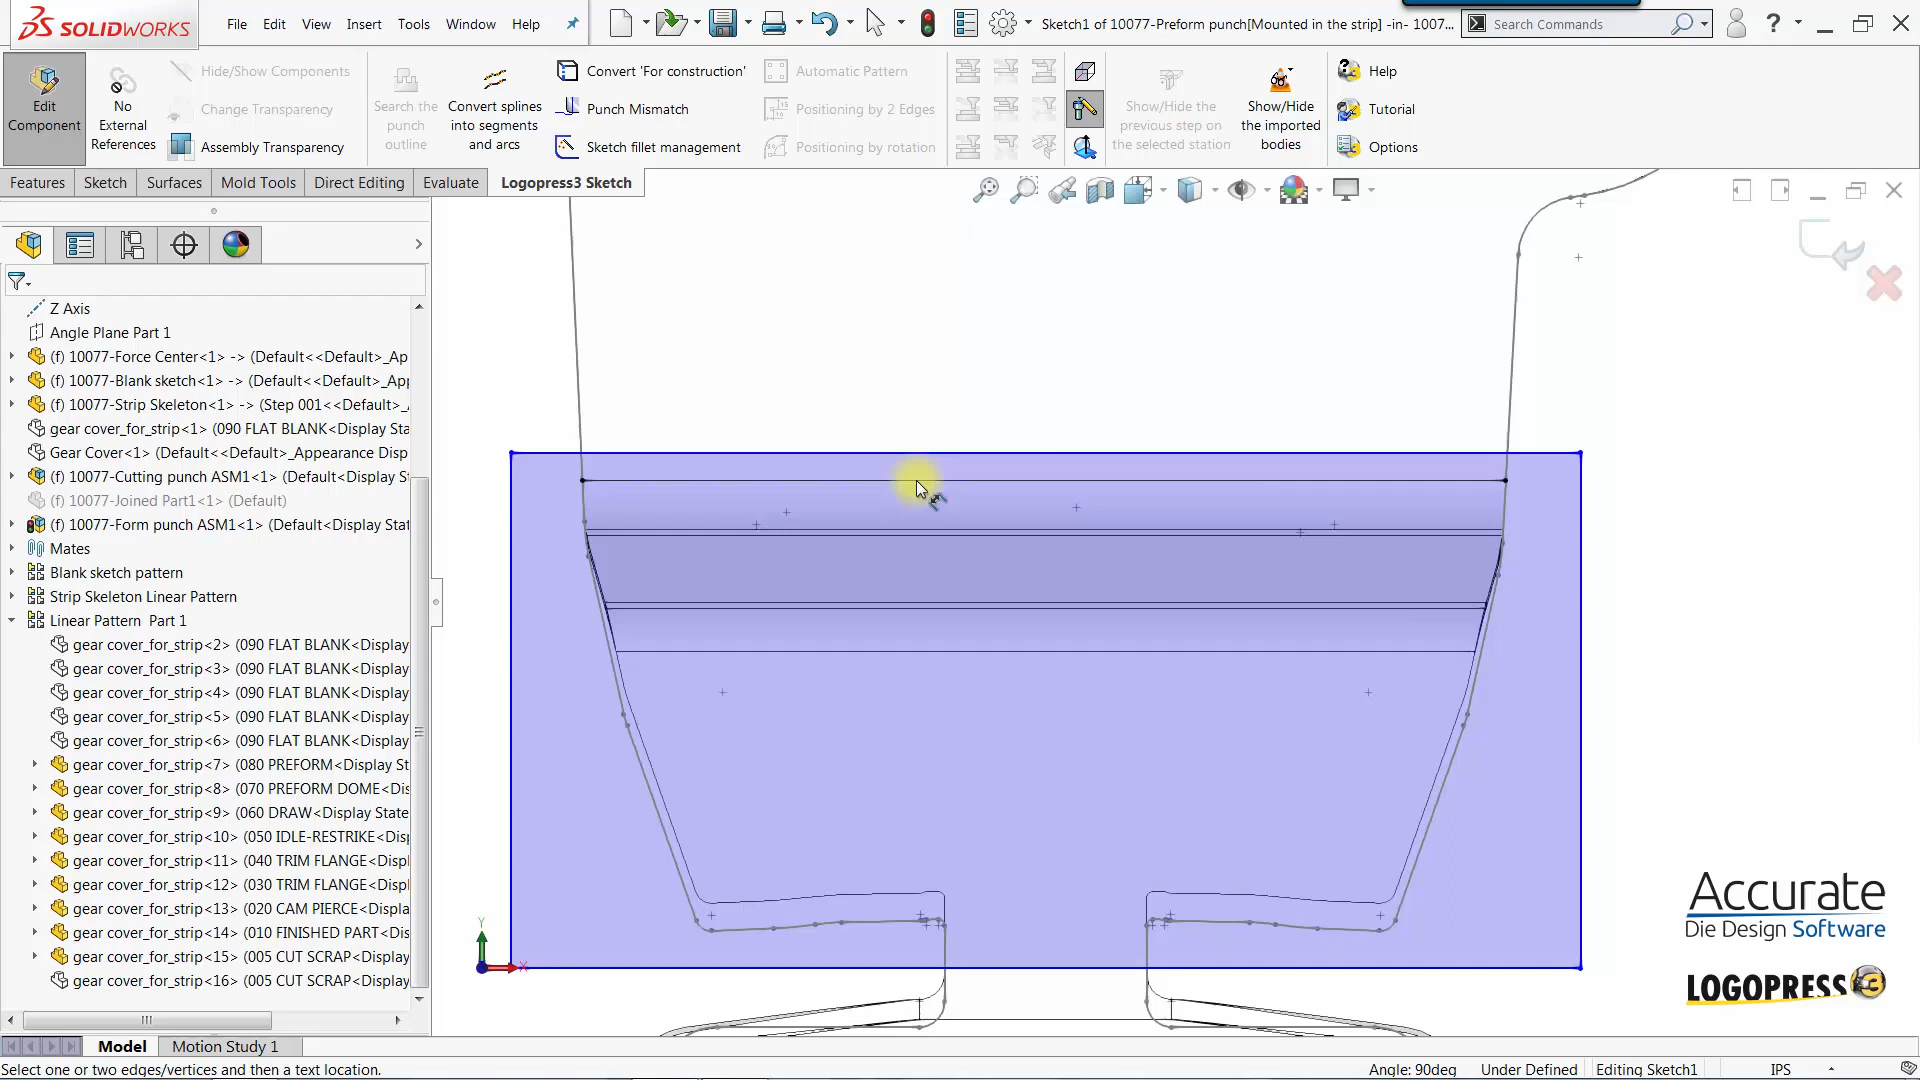 SOLIDWORKS
File Edit View Insert Tools Window Help
Sketch1 of 10077-Preform punch[Mounted in the strip] -in- 1007...
Search Commands
Edit Component
No External References
Hide/Show Components
Change Transparency
Assembly Transparency
Search the punch outline
Convert splines into segments and arcs
Convert 'For construction'
Punch Mismatch
Sketch fillet management
Automatic Pattern
Positioning by 2 Edges
Positioning by rotation
Show/Hide the previous step on the selected station
Show/Hide the imported bodies
Help
Tutorial
Options
Features Sketch Surfaces Mold Tools Direct Editing Evaluate Logopress3 Sketch
Z Axis
Angle Plane Part 1
(f) 10077-Force Center<1> -> (Default<<Default>_Ap
(f) 10077-Blank sketch<1> -> (Default<<Default>_App
(f) 10077-Strip Skeleton<1> -> (Step 001<<Default>_
gear cover_for_strip<1> (090 FLAT BLANK<Display Sta
Gear Cover<1> (Default<<Default>_Appearance Disp
(f) 10077-Cutting punch ASM1<1> (Default<Display S
(f) 10077-Joined Part1<1> (Default)
(f) 10077-Form punch ASM1<1> (Default<Display Stat
Mates
Blank sketch pattern
Strip Skeleton Linear Pattern
Linear Pattern Part 1
gear cover_for_strip<2> (090 FLAT BLANK<Display
gear cover_for_strip<3> (090 FLAT BLANK<Display
gear cover_for_strip<4> (090 FLAT BLANK<Display
gear cover_for_strip<5> (090 FLAT BLANK<Display
gear cover_for_strip<6> (090 FLAT BLANK<Display
gear cover_for_strip<7> (080 PREFORM<Display St
gear cover_for_strip<8> (070 PREFORM DOME<Dis
gear cover_for_strip<9> (060 DRAW<Display State
gear cover_for_strip<10> (050 IDLE-RESTRIKE<Disp
gear cover_for_strip<11> (040 TRIM FLANGE<Displ
gear cover_for_strip<12> (030 TRIM FLANGE<Displ
gear cover_for_strip<13> (020 CAM PIERCE<Displa
gear cover_for_strip<14> (010 FINISHED PART<Dis
gear cover_for_strip<15> (005 CUT SCRAP<Display
gear cover_for_strip<16> (005 CUT SCRAP<Display
Y
X
Accurate
Die Design Software
LOGOPRESS 3
Model Motion Study 1
Select one or two edges/vertices and then a text location.
Angle: 90deg Under Defined Editing Sketch1 IPS